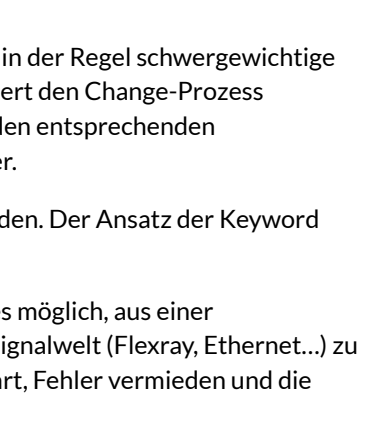 in der Regel schwergewichtige
ert den Change-Prozess
den entsprechenden
er.
den. Der Ansatz der Keyword
s möglich, aus einer
ignalwelt (Flexray, Ethernet...) zu
art, Fehler vermieden und die